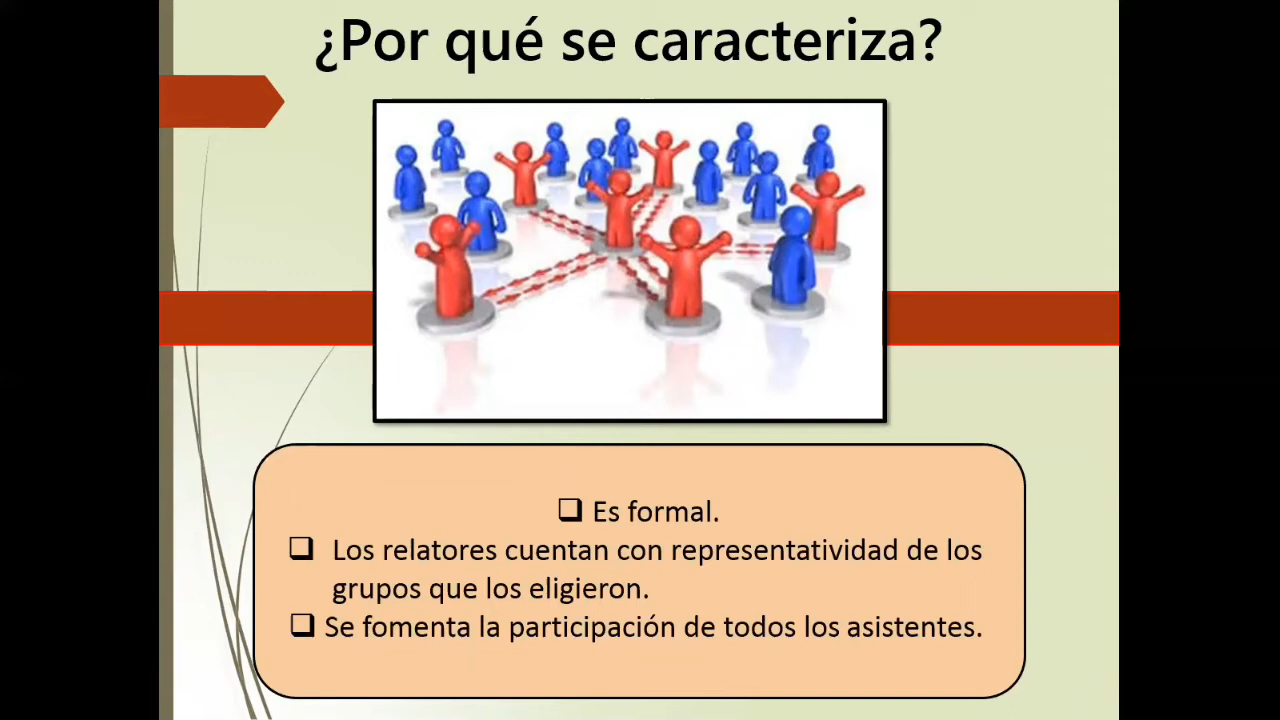 ¿Por qué se caracteriza?
❑ Es formal.
❑ Los relatores cuentan con representatividad de los
grupos que los eligieron.
❑ Se fomenta la participación de todos los asistentes.